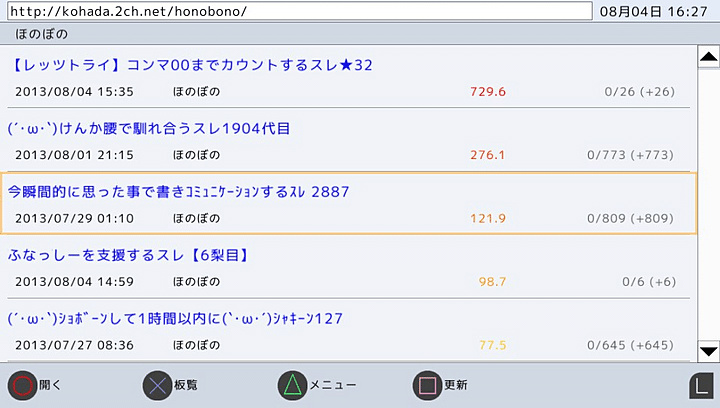 http://kohada.2ch.net/honobono/ 08月04日 16:27
ほのぼの
【レッツトライ】コンマ00までカウントするスレ★32
2013/08/04 15:35 ほのぼの 729.6 0/26 (+26)
(´･ω･`)けんか腰で馴れ合うスレ1904代目
2013/08/01 21:15 ほのぼの 276.1 0/773 (+773)
今瞬間的に思った事で書きｺﾐｭﾆｹｰｼｮﾝするｽﾚ 2887
2013/07/29 01:10 ほのぼの 121.9 0/809 (+809)
ふなっしーを支援するスレ【6梨目】
2013/08/04 14:59 ほのぼの 98.7 0/6 (+6)
(´･ω･`)ｼｮﾎﾞｰﾝして1時間以内に(`･ω･´)ｼｬｷｰﾝ127
2013/07/27 08:36 ほのぼの 77.5 0/645 (+645)
開く 板覧 メニュー 更新 L